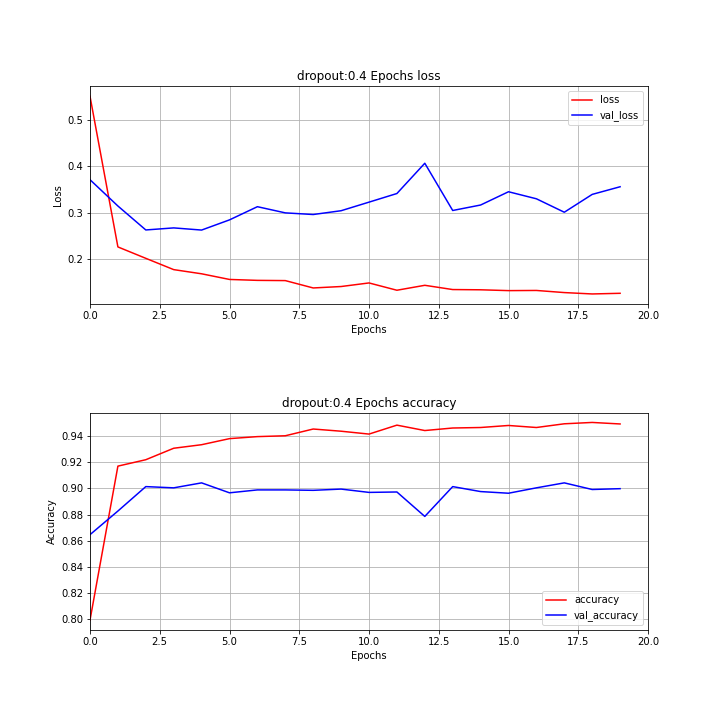 dropout:0.4 Epochs loss
loss
val_loss
0.5
0.4
0.3
0.2
Loss
0.0 2.5 5.0 7.5 10.0 12.5 15.0 17.5 20.0
Epochs
dropout:0.4 Epochs accuracy
0.94
0.92
0.90
0.88
0.86
0.84
0.82
0.80
Accuracy
accuracy
val_accuracy
0.0 2.5 5.0 7.5 10.0 12.5 15.0 17.5 20.0
Epochs